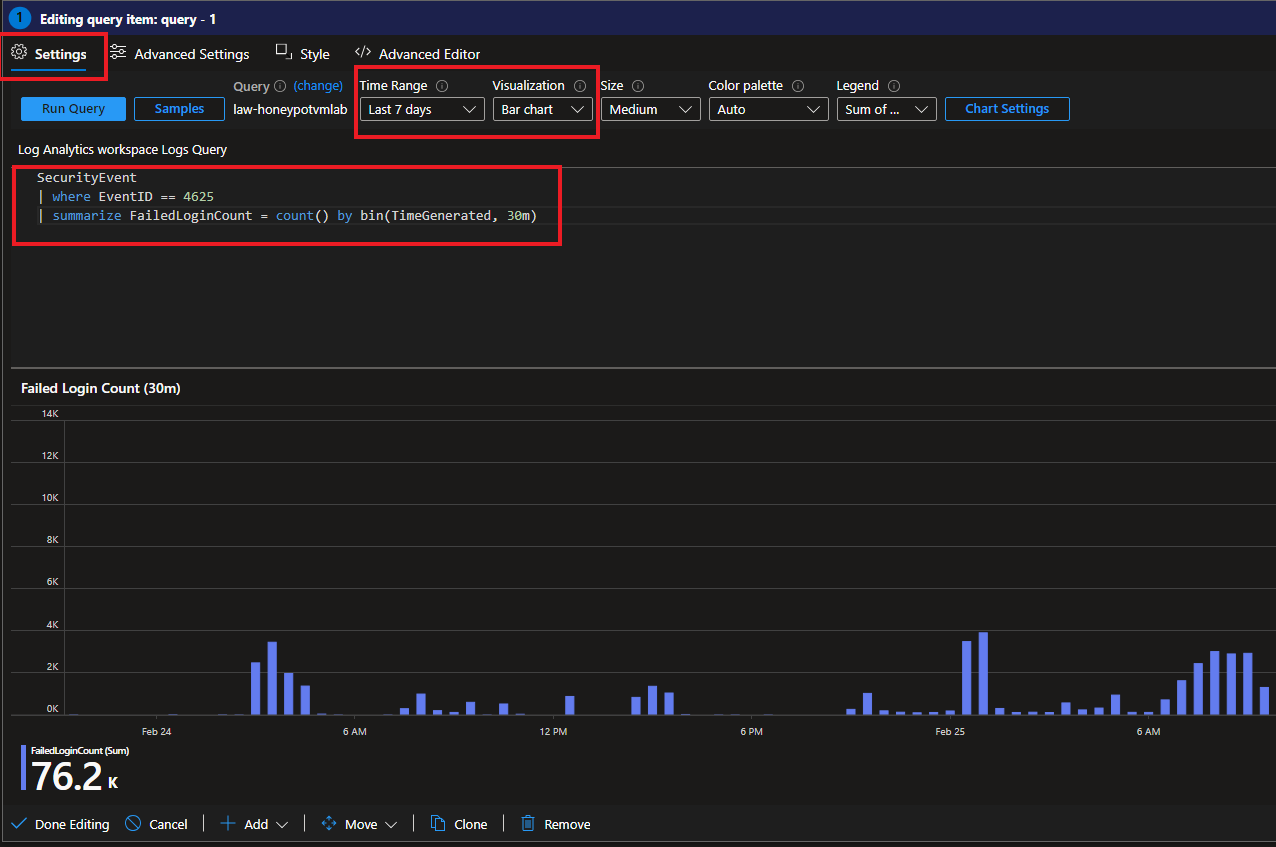 1 Editing query item: query - 1
Settings Advanced Settings Style </> Advanced Editor
Query (change) Time Range Visualization Size Color palette Legend
Run Query Samples law-honeypotvmlab Last 7 days Bar chart Medium Auto Sum of ... Chart Settings
Log Analytics workspace Logs Query
SecurityEvent
| where EventID == 4625
| summarize FailedLoginCount = count() by bin(TimeGenerated, 30m)
Failed Login Count (30m)
14K
12K
10K
8K
6K
4K
2K
0K
Feb 24 6 AM 12 PM 6 PM Feb 25 6 AM
FailedLoginCount (Sum)
76.2 K
Done Editing Cancel Add Move Clone Remove